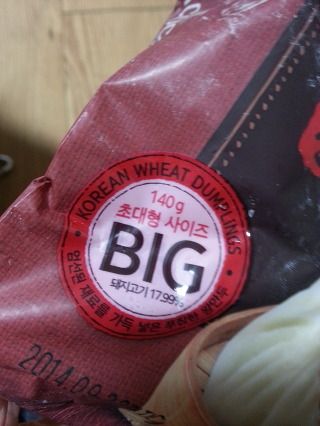 KOREAN WHEAT DUMPLINGS
140g
초대형 사이즈
BIG
돼지고기 17.99%
엄선된 재료를 가득 넣은 푸짐한 왕만두
2014.09